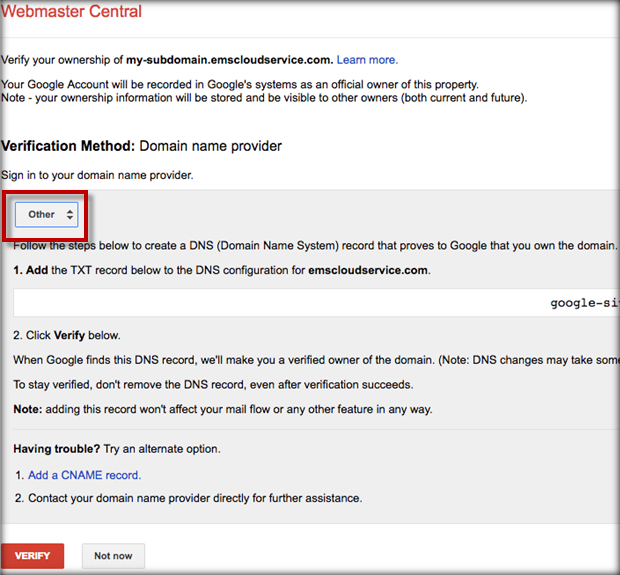 Webmaster Central
Verify your ownership of my-subdomain.emscloudservice.com. Learn more.
Your Google Account will be recorded in Google's systems as an official owner of this property.
Note - your ownership information will be stored and be visible to other owners (both current and future).
Verification Method: Domain name provider
Sign in to your domain name provider.
Other
Follow the steps below to create a DNS (Domain Name System) record that proves to Google that you own the domain.
1. Add the TXT record below to the DNS configuration for emscloudservice.com.
google-si
2. Click Verify below.
When Google finds this DNS record, we'll make you a verified owner of the domain. (Note: DNS changes may take some
To stay verified, don't remove the DNS record, even after verification succeeds.
Note: adding this record won't affect your mail flow or any other feature in any way.
Having trouble? Try an alternate option.
1. Add a CNAME record.
2. Contact your domain name provider directly for further assistance.
VERIFY
Not now